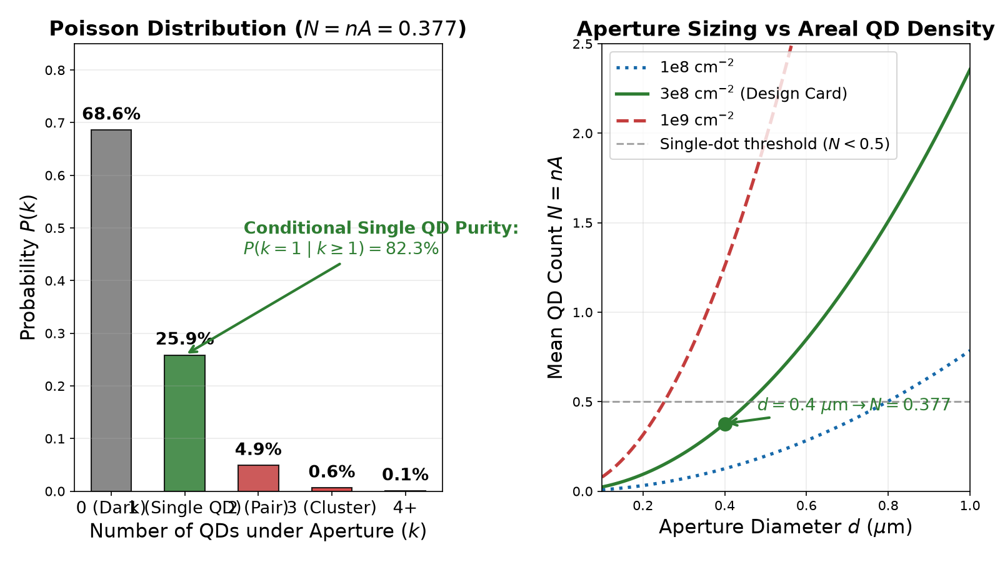 Poisson Distribution (N = nA = 0.377)
Probability P(k)
0.8
0.7
0.6
0.5
0.4
0.3
0.2
0.1
0.0
68.6%
25.9%
4.9%
0.6%
0.1%
Conditional Single QD Purity:
P(k = 1 | k ≥ 1) = 82.3%
0 (Dark)
1 (Single QD)
2 (Pair)
3 (Cluster)
4+
Number of QDs under Aperture (k)
Aperture Sizing vs Areal QD Density
Mean QD Count N = nA
2.5
2.0
1.5
1.0
0.5
0.0
1e8 cm⁻²
3e8 cm⁻² (Design Card)
1e9 cm⁻²
Single-dot threshold (N < 0.5)
d = 0.4 μm → N = 0.377
0.2
0.4
0.6
0.8
1.0
Aperture Diameter d (μm)